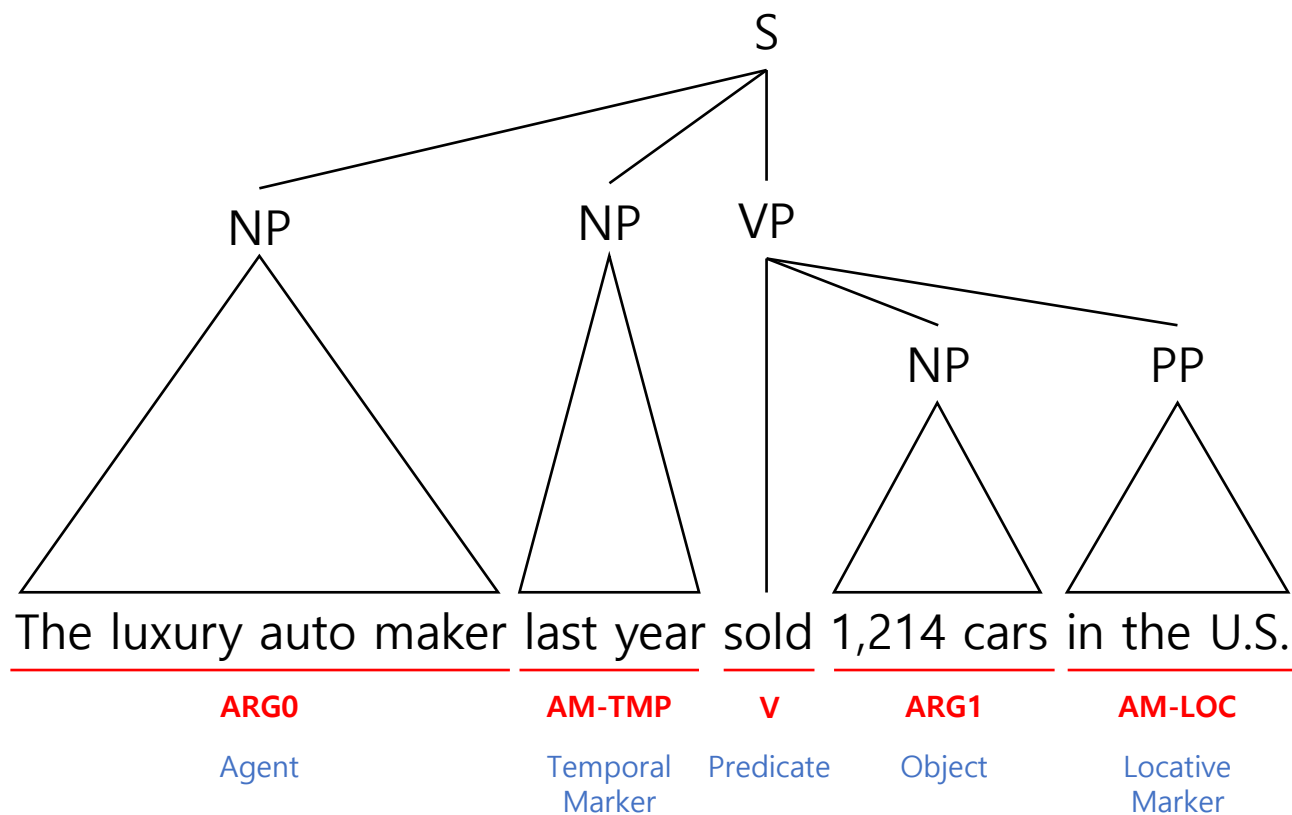 S
NP NP VP
NP PP
The luxury auto maker last year sold 1,214 cars in the U.S.
ARG0 AM-TMP V ARG1 AM-LOC
Agent Temporal Marker Predicate Object Locative Marker